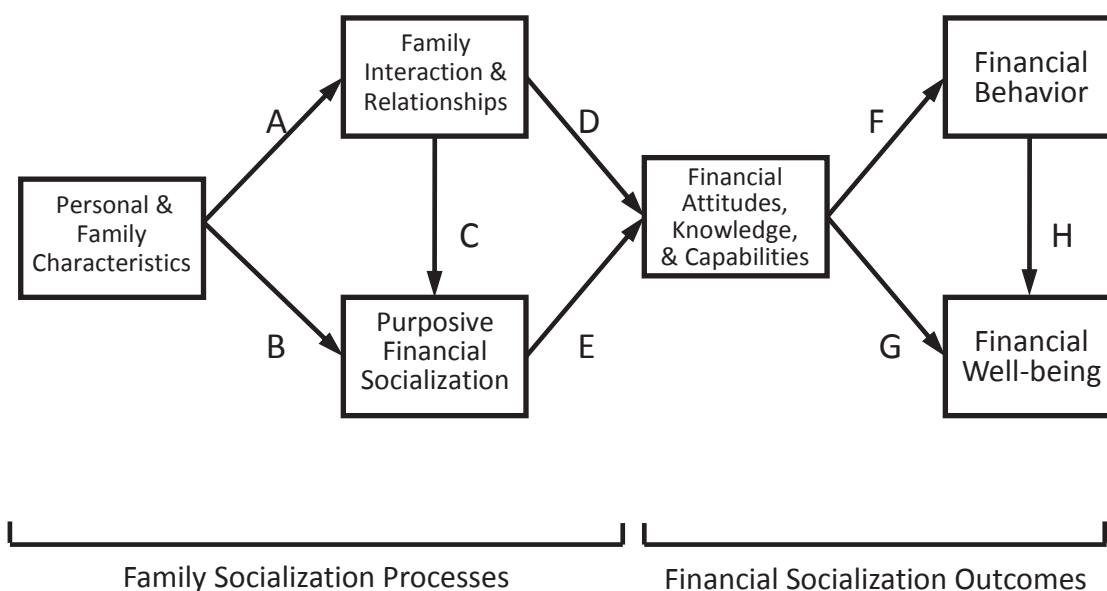 Personal &
Family
Characteristics
A
B
Family
Interaction &
Relationships
C
Purposive
Financial
Socialization
D
E
Financial
Attitudes,
Knowledge,
& Capabilities
F
G
Financial
Behavior
H
Financial
Well-being
Family Socialization Processes
Financial Socialization Outcomes